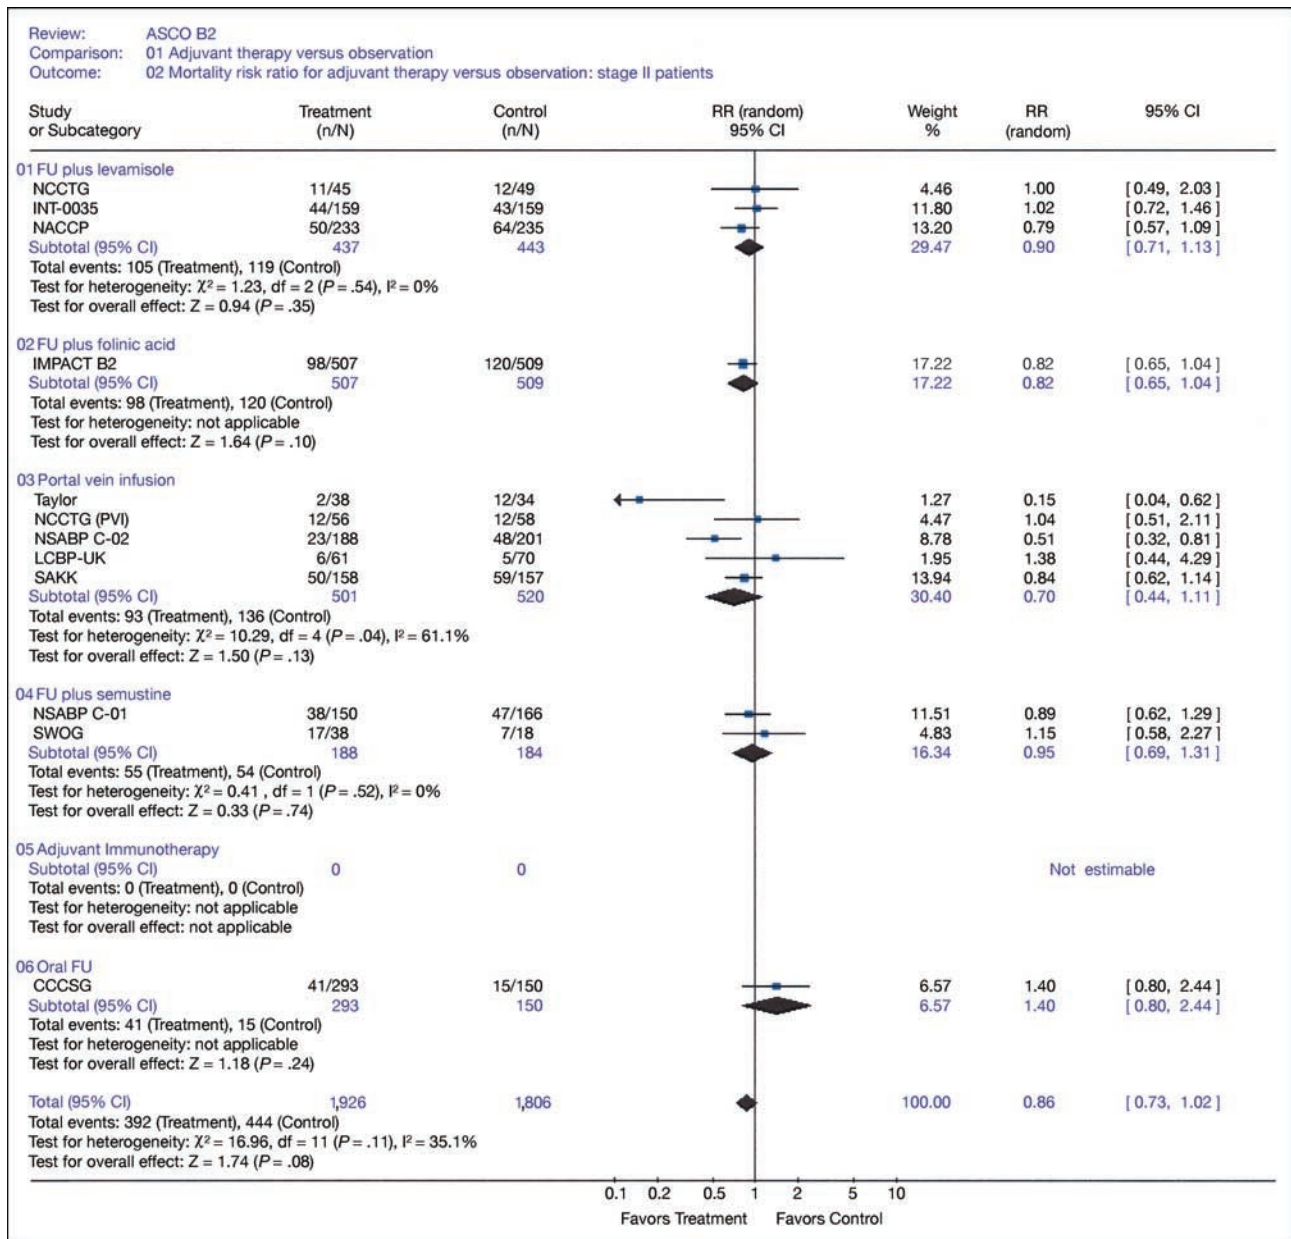 Review: ASCO B2
Comparison: 01 Adjuvant therapy versus observation
Outcome: 02 Mortality risk ratio for adjuvant therapy versus observation: stage II patients
Study or Subcategory Treatment (n/N) Control (n/N) RR (random) 95% CI Weight % RR (random) 95% CI
01 FU plus levamisole
NCCTG 11/45 12/49 4.46 1.00 [ 0.49, 2.03 ]
INT-0035 44/159 43/159 11.80 1.02 [ 0.72, 1.46 ]
NACCP 50/233 64/235 13.20 0.79 [ 0.57, 1.09 ]
Subtotal (95% CI) 437 443 29.47 0.90 [ 0.71, 1.13 ]
Total events: 105 (Treatment), 119 (Control)
Test for heterogeneity: χ² = 1.23, df = 2 (P = .54), I² = 0%
Test for overall effect: Z = 0.94 (P = .35)
02 FU plus folinic acid
IMPACT B2 98/507 120/509 17.22 0.82 [ 0.65, 1.04 ]
Subtotal (95% CI) 507 509 17.22 0.82 [ 0.65, 1.04 ]
Total events: 98 (Treatment), 120 (Control)
Test for heterogeneity: not applicable
Test for overall effect: Z = 1.64 (P = .10)
03 Portal vein infusion
Taylor 2/38 12/34 1.27 0.15 [ 0.04, 0.62 ]
NCCTG (PVI) 12/56 12/58 4.47 1.04 [ 0.51, 2.11 ]
NSABP C-02 23/188 48/201 8.78 0.51 [ 0.32, 0.81 ]
LCBP-UK 6/61 5/70 1.95 1.38 [ 0.44, 4.29 ]
SAKK 50/158 59/157 13.94 0.84 [ 0.62, 1.14 ]
Subtotal (95% CI) 501 520 30.40 0.70 [ 0.44, 1.11 ]
Total events: 93 (Treatment), 136 (Control)
Test for heterogeneity: χ² = 10.29, df = 4 (P = .04), I² = 61.1%
Test for overall effect: Z = 1.50 (P = .13)
04 FU plus semustine
NSABP C-01 38/150 47/166 11.51 0.89 [ 0.62, 1.29 ]
SWOG 17/38 7/18 4.83 1.15 [ 0.58, 2.27 ]
Subtotal (95% CI) 188 184 16.34 0.95 [ 0.69, 1.31 ]
Total events: 55 (Treatment), 54 (Control)
Test for heterogeneity: χ² = 0.41 , df = 1 (P = .52), I² = 0%
Test for overall effect: Z = 0.33 (P = .74)
05 Adjuvant Immunotherapy
Subtotal (95% CI) 0 0 Not estimable
Total events: 0 (Treatment), 0 (Control)
Test for heterogeneity: not applicable
Test for overall effect: not applicable
06 Oral FU
CCCSG 41/293 15/150 6.57 1.40 [ 0.80, 2.44 ]
Subtotal (95% CI) 293 150 6.57 1.40 [ 0.80, 2.44 ]
Total events: 41 (Treatment), 15 (Control)
Test for heterogeneity: not applicable
Test for overall effect: Z = 1.18 (P = .24)
Total (95% CI) 1,926 1,806 100.00 0.86 [ 0.73, 1.02 ]
Total events: 392 (Treatment), 444 (Control)
Test for heterogeneity: χ² = 16.96, df = 11 (P = .11), I² = 35.1%
Test for overall effect: Z = 1.74 (P = .08)
0.1 0.2 0.5 1 2 5 10
Favors Treatment Favors Control